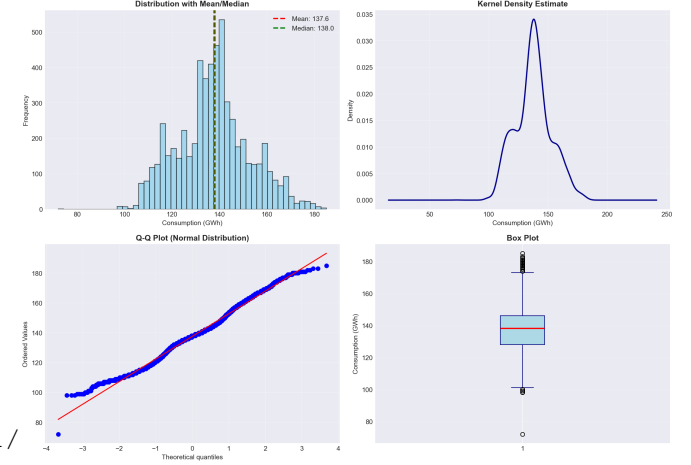 Distribution with Mean/Median
Mean: 137.6
Median: 138.0
500
400
300
200
100
0
Frequency
80 100 120 140 160 180
Consumption (GWh)
Kernel Density Estimate
0.035
0.030
0.025
0.020
0.015
0.010
0.005
0.000
Density
50 100 150 200 250
Consumption (GWh)
Q-Q Plot (Normal Distribution)
180
160
140
120
100
80
Ordered Values
−4 −3 −2 −1 0 1 2 3 4
Theoretical quantiles
Box Plot
180
160
140
120
100
80
Consumption (GWh)
1